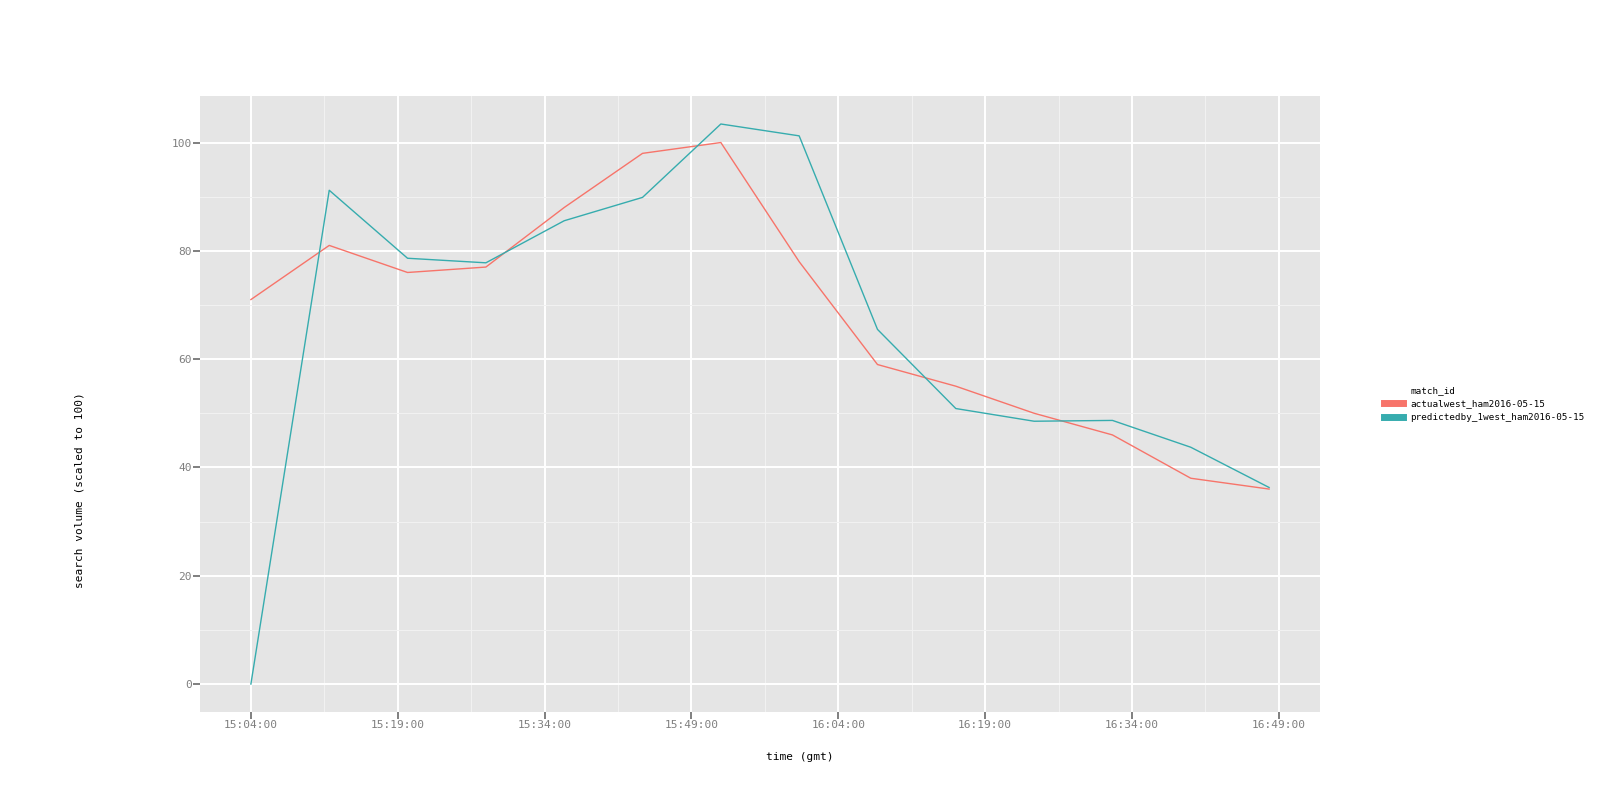 search volume (scaled to 100)
100
80
60
40
20
0
15:04:00 15:19:00 15:34:00 15:49:00 16:04:00 16:19:00 16:34:00 16:49:00
time (gmt)
match_id
actualwest_ham2016-05-15
predictedby_1west_ham2016-05-15